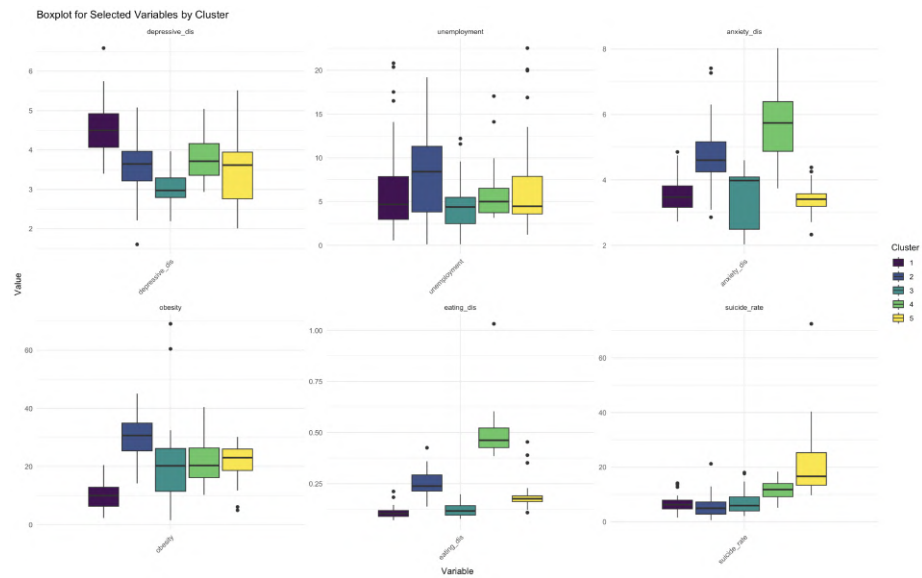 Boxplot for Selected Variables by Cluster
depressive_dis
unemployment
anxiety_dis
6
5
4
3
2
depressive_dis
20
15
10
5
0
unemployment
8
6
4
2
anxiety_dis
Value
obesity
eating_dis
suicide_rate
60
40
20
0
obesity
1.00
0.75
0.50
0.25
eating_dis
60
40
20
0
suicide_rate
Variable
Cluster
1
2
3
4
5